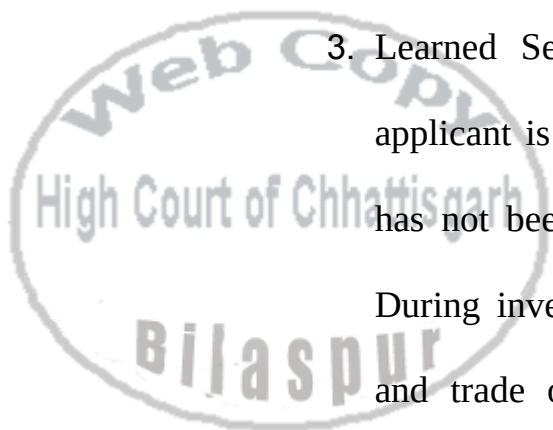 Web Copy
High Court of Chhattisgarh
Bilaspur
3. Learned Se
applicant is
has not bee
During inve
and trade o